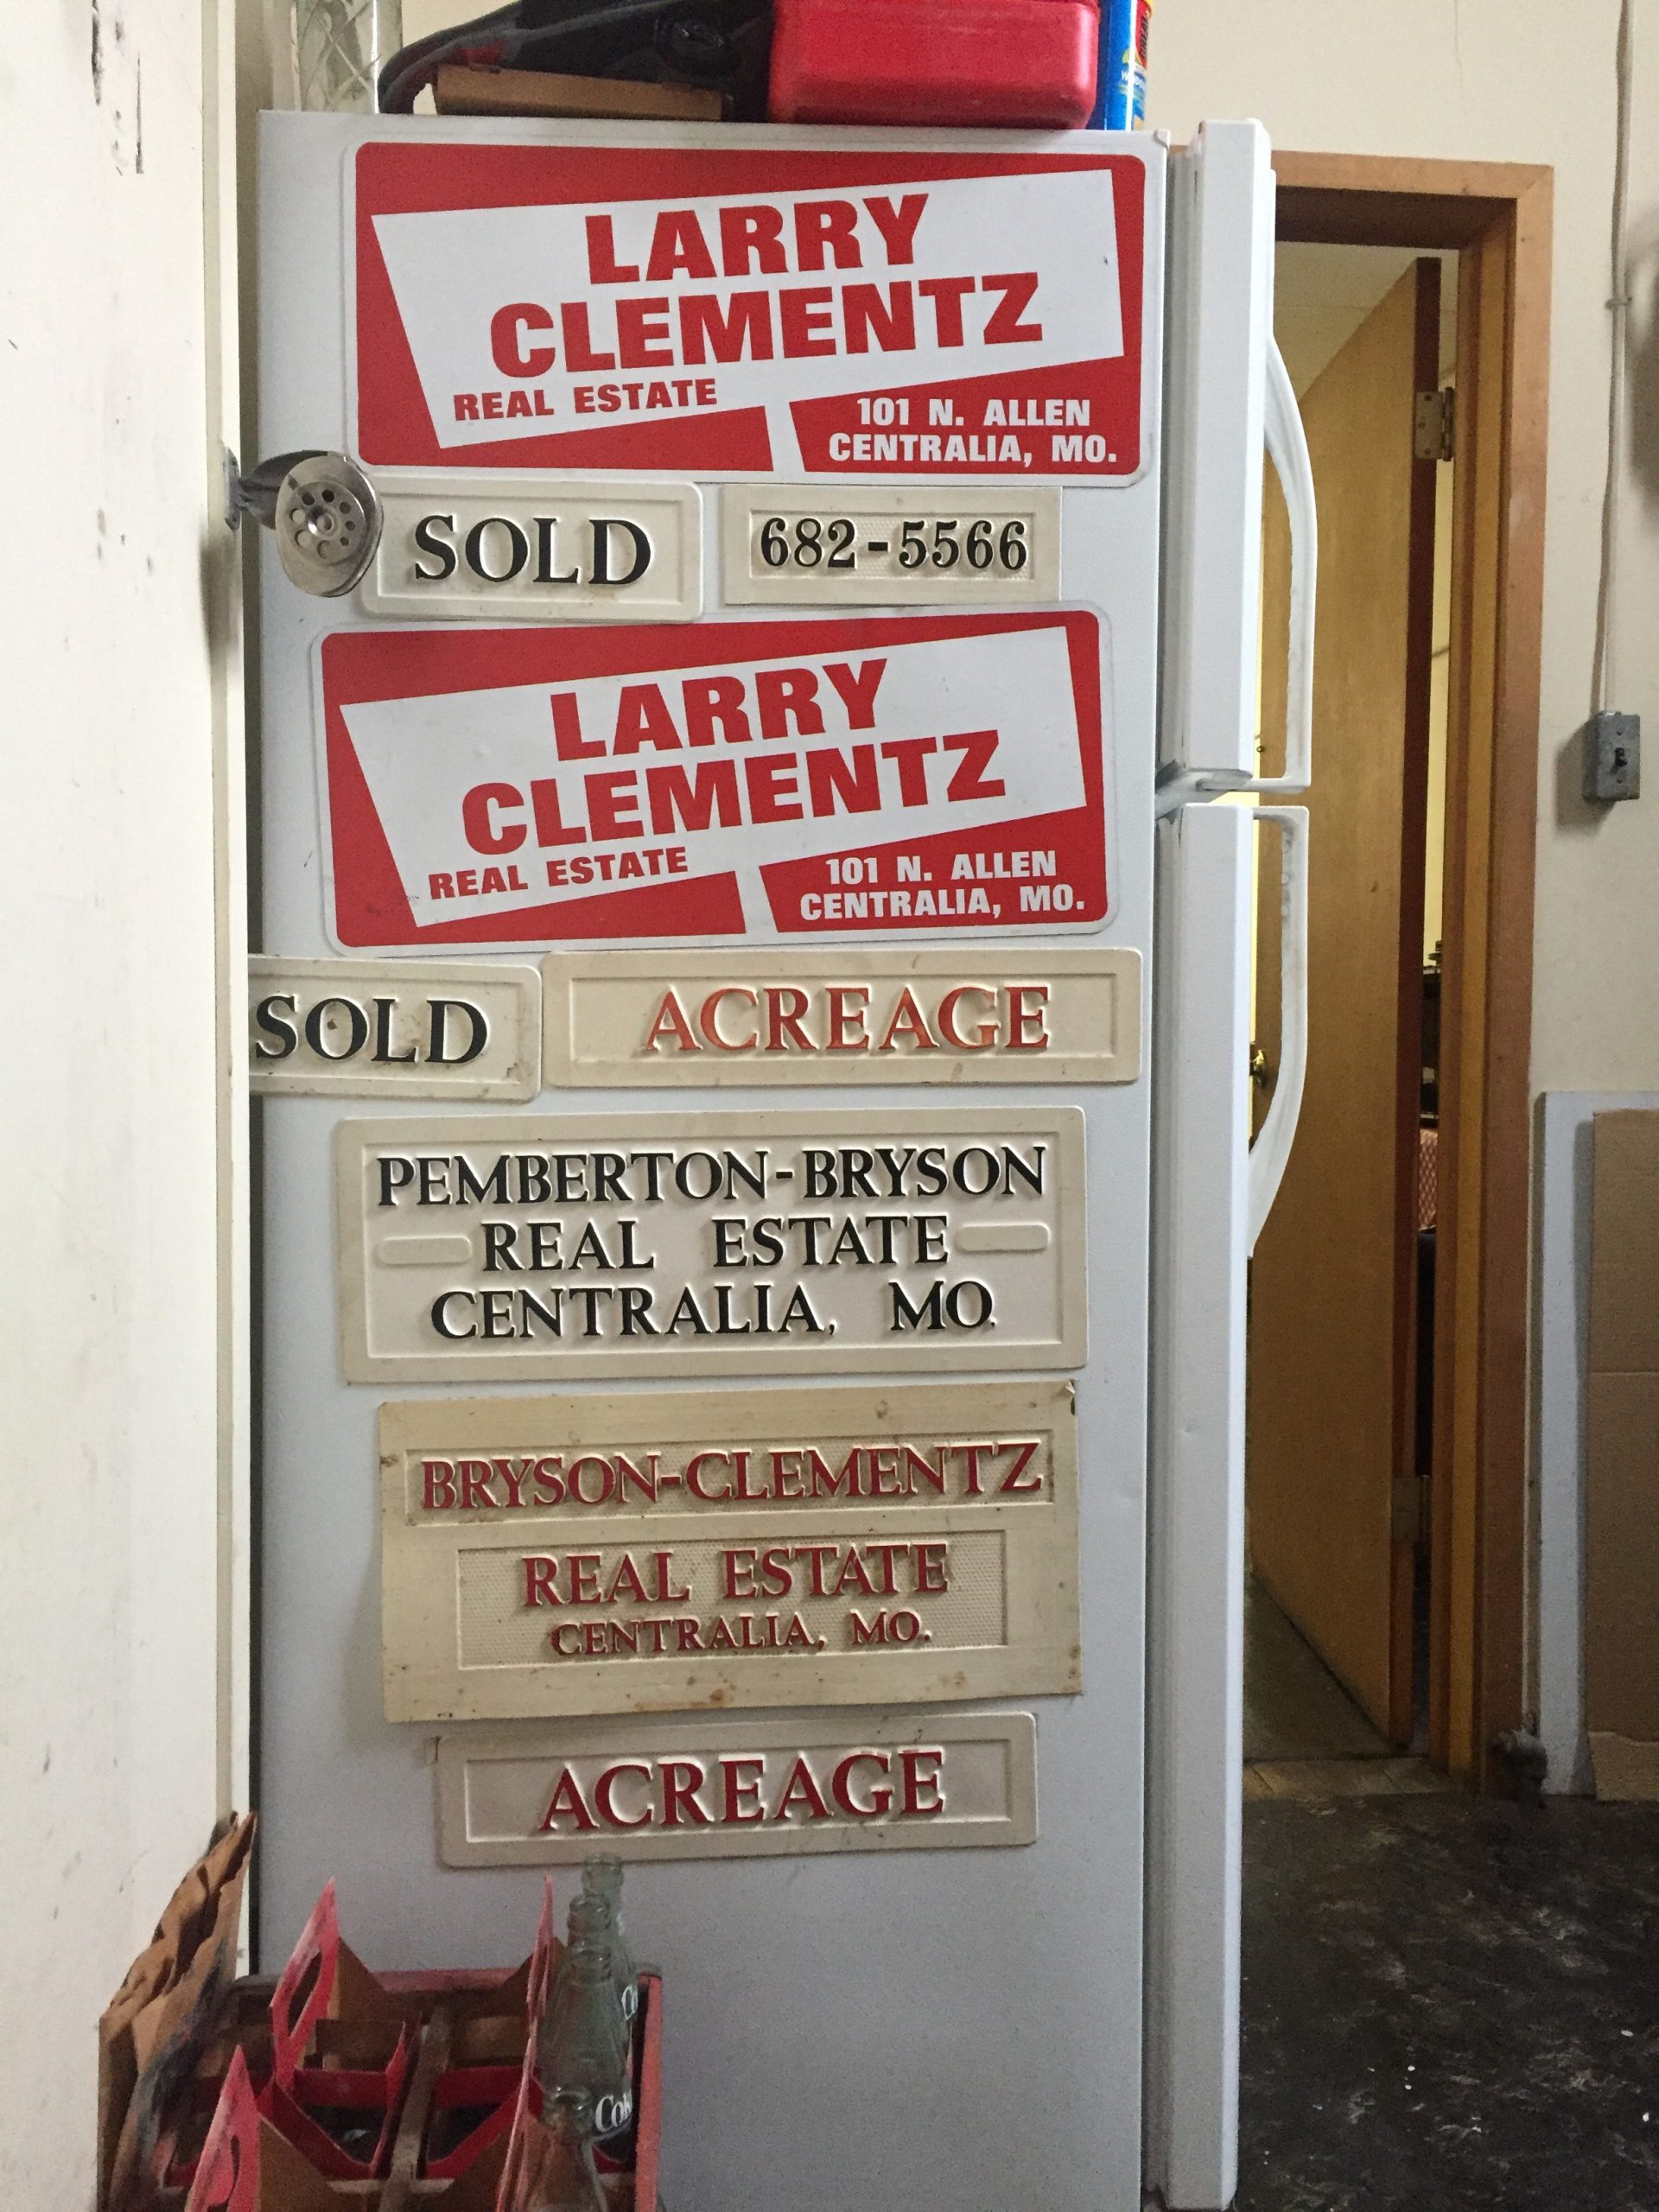 LARRY
CLEMENTZ
REAL ESTATE
101 N. ALLEN
CENTRALIA, MO.
SOLD
682-5566
LARRY
CLEMENTZ
REAL ESTATE
101 N. ALLEN
CENTRALIA, MO.
SOLD
ACREAGE
PEMBERTON-BRYSON
REAL ESTATE
CENTRALIA, MO.
BRYSON-CLEMENTZ
REAL ESTATE
CENTRALIA, MO.
ACREAGE